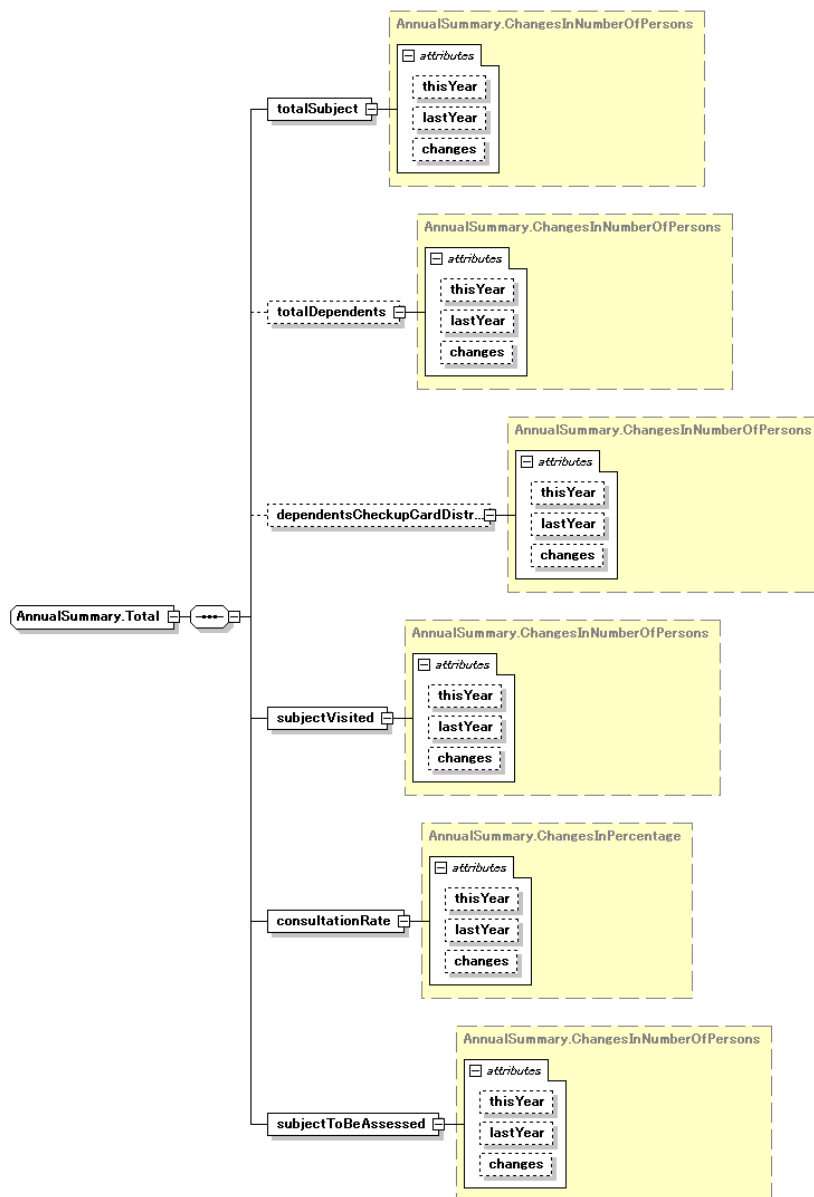 AnnualSummary.ChangesInNumberOfPersons
attributes
thisYear
totalSubject
lastYear
changes
AnnualSummary.ChangesInNumberOfPersons
attributes
thisYear
totalDependents
lastYear
changes
AnnualSummary.ChangesInNumberOfPersons
attributes
thisYear
dependentsCheckupCardDistr...
lastYear
changes
AnnualSummary.Total
AnnualSummary.ChangesInNumberOfPersons
attributes
thisYear
subjectVisited
lastYear
changes
AnnualSummary.ChangesInPercentage
attributes
thisYear
consultationRate
lastYear
changes
AnnualSummary.ChangesInNumberOfPersons
attributes
thisYear
subjectToBeAssessed
lastYear
changes